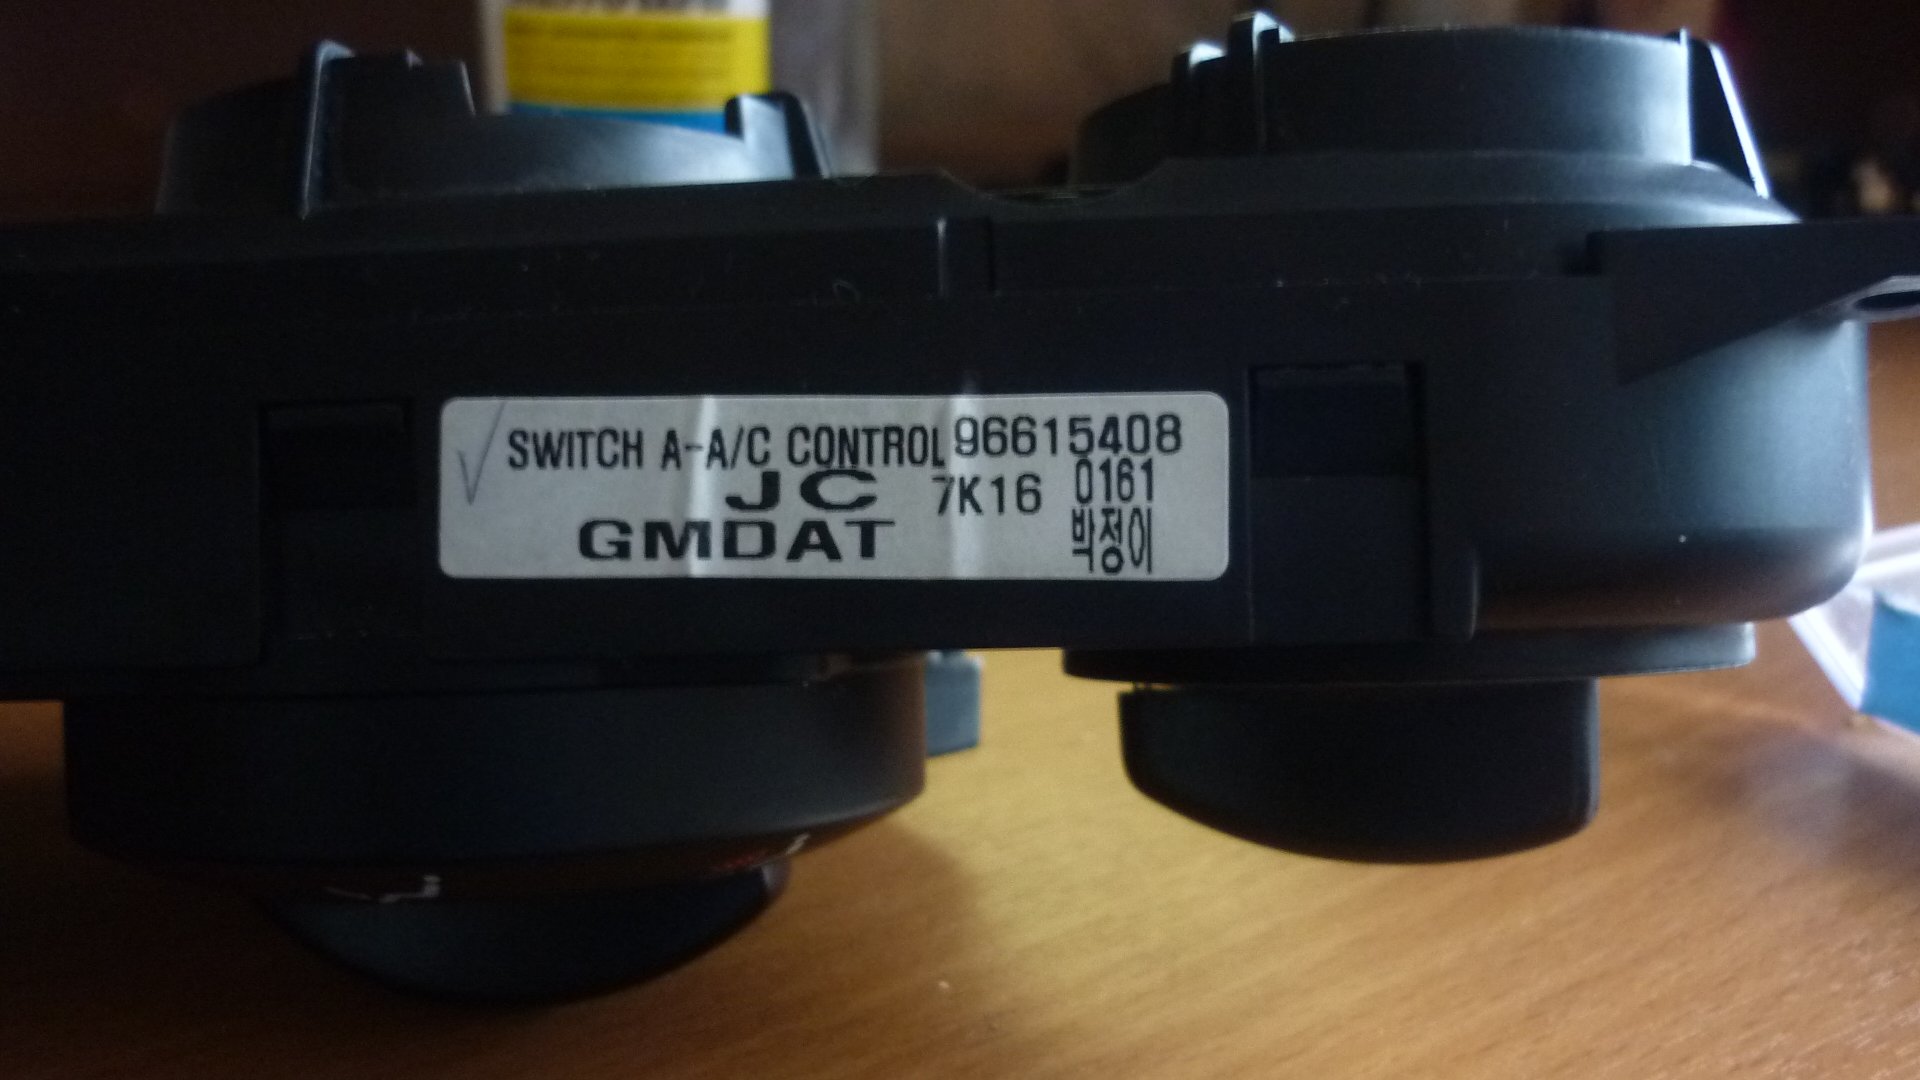 SWITCH A-A/C CONTROL 96615408
JC 7K16 0161
GMDAT 박정이